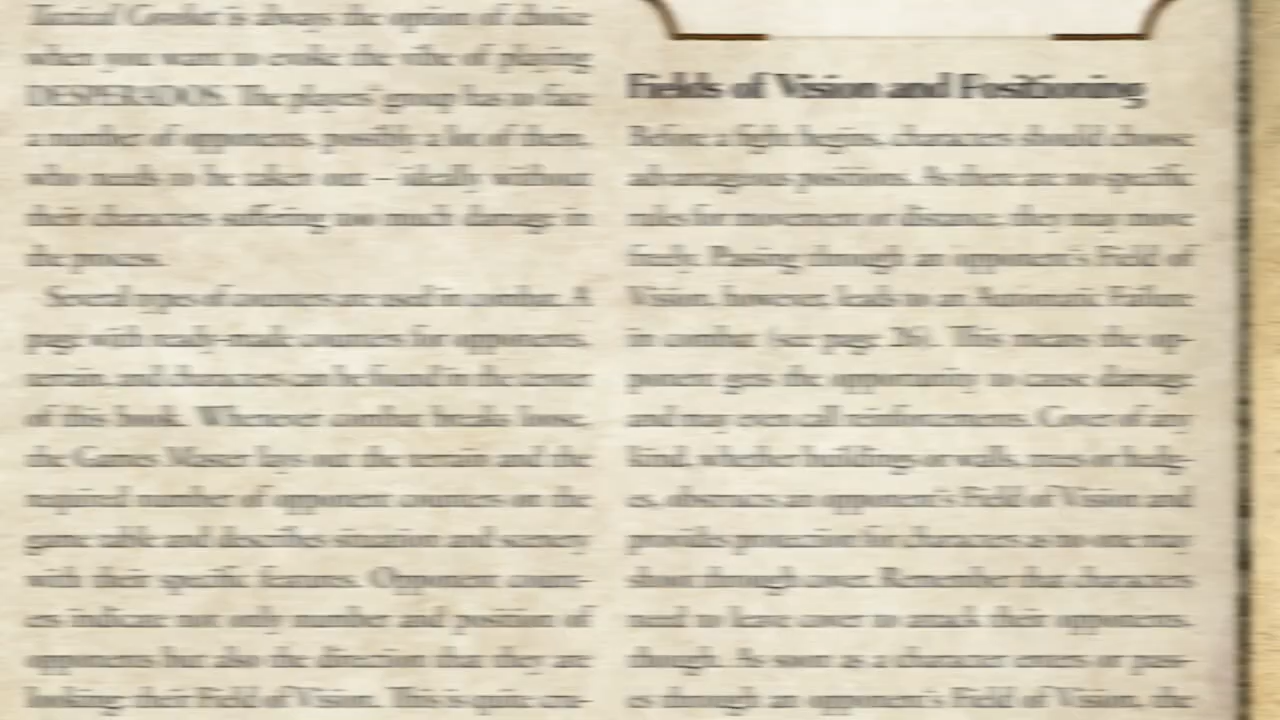 Tactical Combat is always the option of choice
when you want to evoke the vibe of playing
DESPERADOS. The players' group has to face
a number of opponents, possibly a lot of them,
who needs to be taken out – ideally without
their characters suffering too much damage in
the process.
Several types of counters are used in combat. A
page with ready-made counters for opponents,
terrain and characters can be found in the center
of this book. Whenever combat breaks loose,
the Games Master lays out the terrain and the
required number of opponent counters on the
game table and describes situation and scenery
with their specific features. Opponent count-
ers indicate not only number and position of
opponents but also the direction that they are
looking: their Field of Vision. This is quite
Fields of Vision and Positioning
Before a fight begins, characters should choose
advantageous positions. As there are no specific
rules for movement or distance, they may move
freely. Passing through an opponent's Field of
Vision, however, leads to an Automatic Failure
in combat (see page 26). This means the op-
ponent gets the opportunity to cause damage
and may even call reinforcements. Cover of any
kind, whether buildings or walls, trees or hedg-
es, obstructs an opponent's Field of Vision and
provides protection for characters as no one may
shoot through cover. Remember that characters
need to leave cover to attack their opponents,
though. As soon as a character enters or pass-
es through an opponent's Field of Vision, the